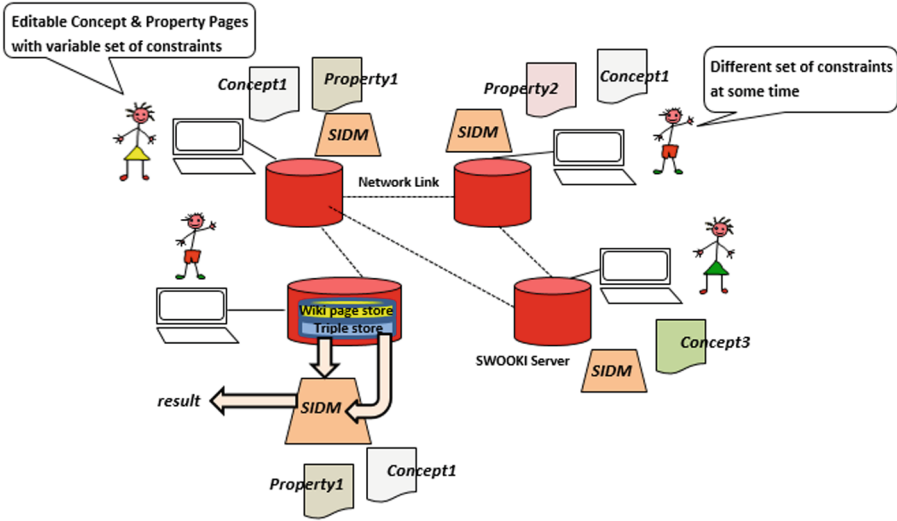 Editable Concept & Property Pages
with variable set of constraints
Different set of constraints
at some time
Concept1
Property1
SIDM
Property2
Concept1
SIDM
Network Link
Wiki page store
Triple store
SWOOKI Server
Concept3
SIDM
result
SIDM
Property1
Concept1